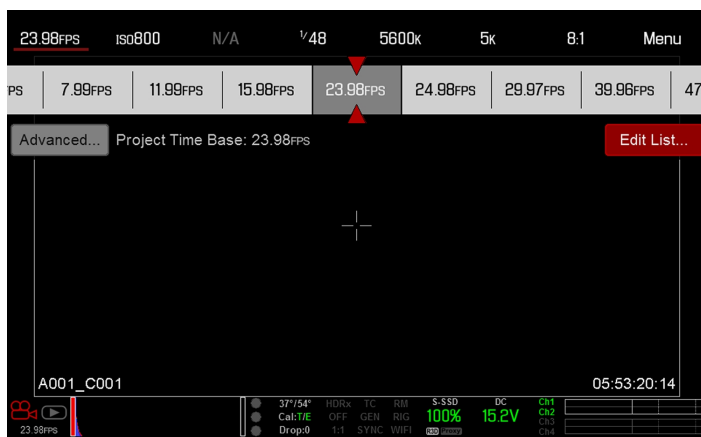 23.98FPS ISO800 N/A 1/48 5600K 5K 8:1 Menu
PS 7.99FPS 11.99FPS 15.98FPS 23.98FPS 24.98FPS 29.97FPS 39.96FPS 47
Advanced... Project Time Base: 23.98FPS Edit List...
A001_C001 05:53:20:14
37°/54° HDRx TC RM S-SSD DC Ch1
Cal:T/E OFF GEN RIG 100% 15.2V Ch2
Drop:0 1:1 SYNC WIFI R3D Proxy Ch3
23.98FPS Ch4